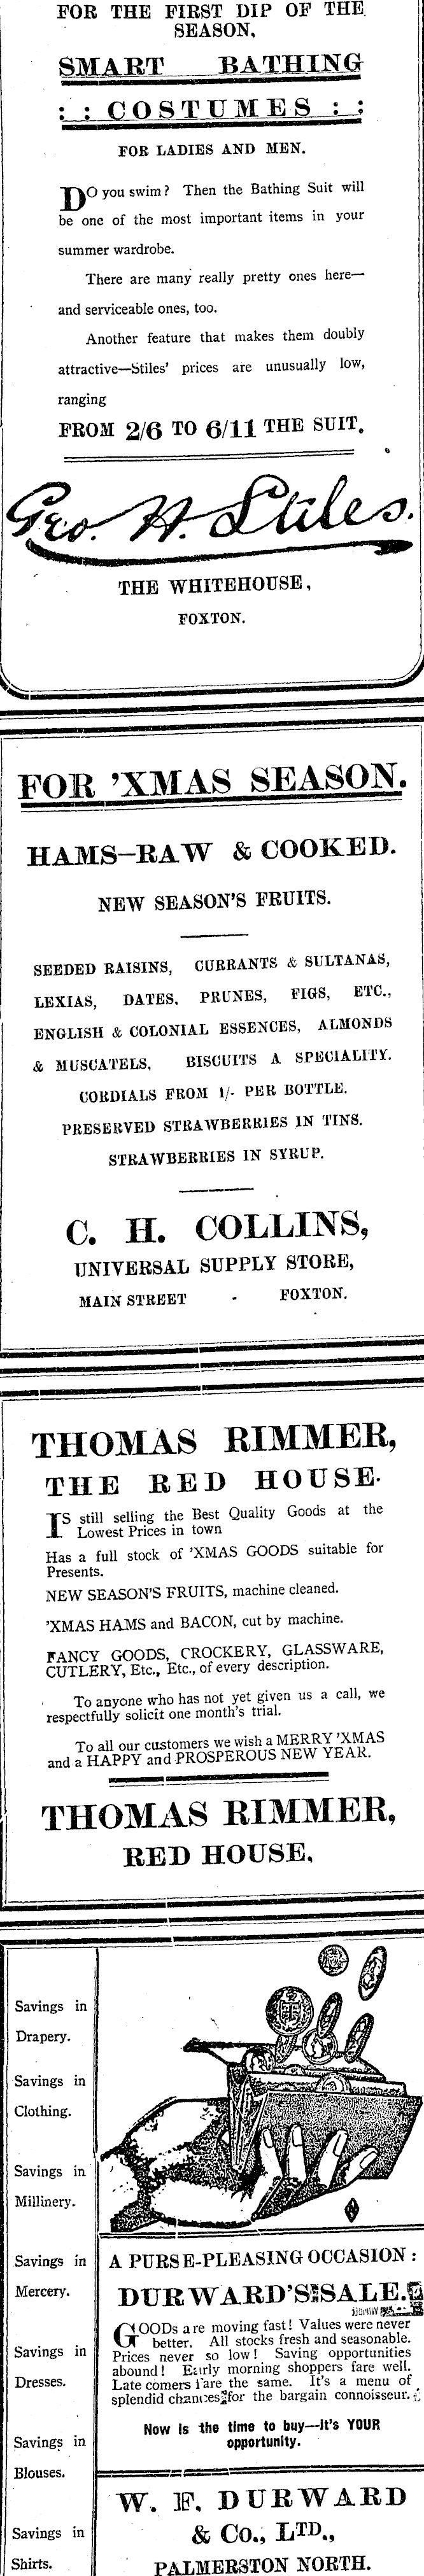 FOR THE FIRST DIP OF THE
SEASON.
SMART BATHING
: : COSTUMES : :
FOR LADIES AND MEN.
DO you swim? Then the Bathing Suit will
be one of the most important items in your
summer wardrobe.
There are many really pretty ones here—
and serviceable ones, too.
Another feature that makes them doubly
attractive—Stiles' prices are unusually low,
ranging
FROM 2/6 TO 6/11 THE SUIT.
Geo. H. Stiles.
THE WHITEHOUSE,
FOXTON.
FOR 'XMAS SEASON.
HAMS—RAW & COOKED.
NEW SEASON'S FRUITS.
SEEDED RAISINS, CURRANTS & SULTANAS,
LEXIAS, DATES, PRUNES, FIGS, ETC.,
ENGLISH & COLONIAL ESSENCES, ALMONDS
& MUSCATELS, BISCUITS A SPECIALITY.
CORDIALS FROM 1/- PER BOTTLE.
PRESERVED STRAWBERRIES IN TINS.
STRAWBERRIES IN SYRUP.
C. H. COLLINS,
UNIVERSAL SUPPLY STORE,
MAIN STREET - FOXTON.
THOMAS RIMMER,
THE RED HOUSE.
IS still selling the Best Quality Goods at the
Lowest Prices in town
Has a full stock of 'XMAS GOODS suitable for
Presents.
NEW SEASON'S FRUITS, machine cleaned.
'XMAS HAMS and BACON, cut by machine.
FANCY GOODS, CROCKERY, GLASSWARE,
CUTLERY, Etc., Etc., of every description.
To anyone who has not yet given us a call, we
respectfully solicit one month's trial.
To all our customers we wish a MERRY 'XMAS
and a HAPPY and PROSPEROUS NEW YEAR.
THOMAS RIMMER,
RED HOUSE.
Savings in
Drapery.
Savings in
Clothing.
Savings in
Millinery.
Savings in
Mercery.
Savings in
Dresses.
Savings in
Blouses.
Savings in
Shirts.
A PURSE-PLEASING OCCASION :
DURWARD'S SALE.
GOODs are moving fast! Values were never
better. All stocks fresh and seasonable.
Prices never so low! Saving opportunities
abound! Early morning shoppers fare well.
Late comers fare the same. It's a menu of
splendid chances for the bargain connoisseur.
Now is the time to buy—It's YOUR
opportunity.
W. F. DURWARD
& Co., LTD.,
PALMERSTON NORTH.